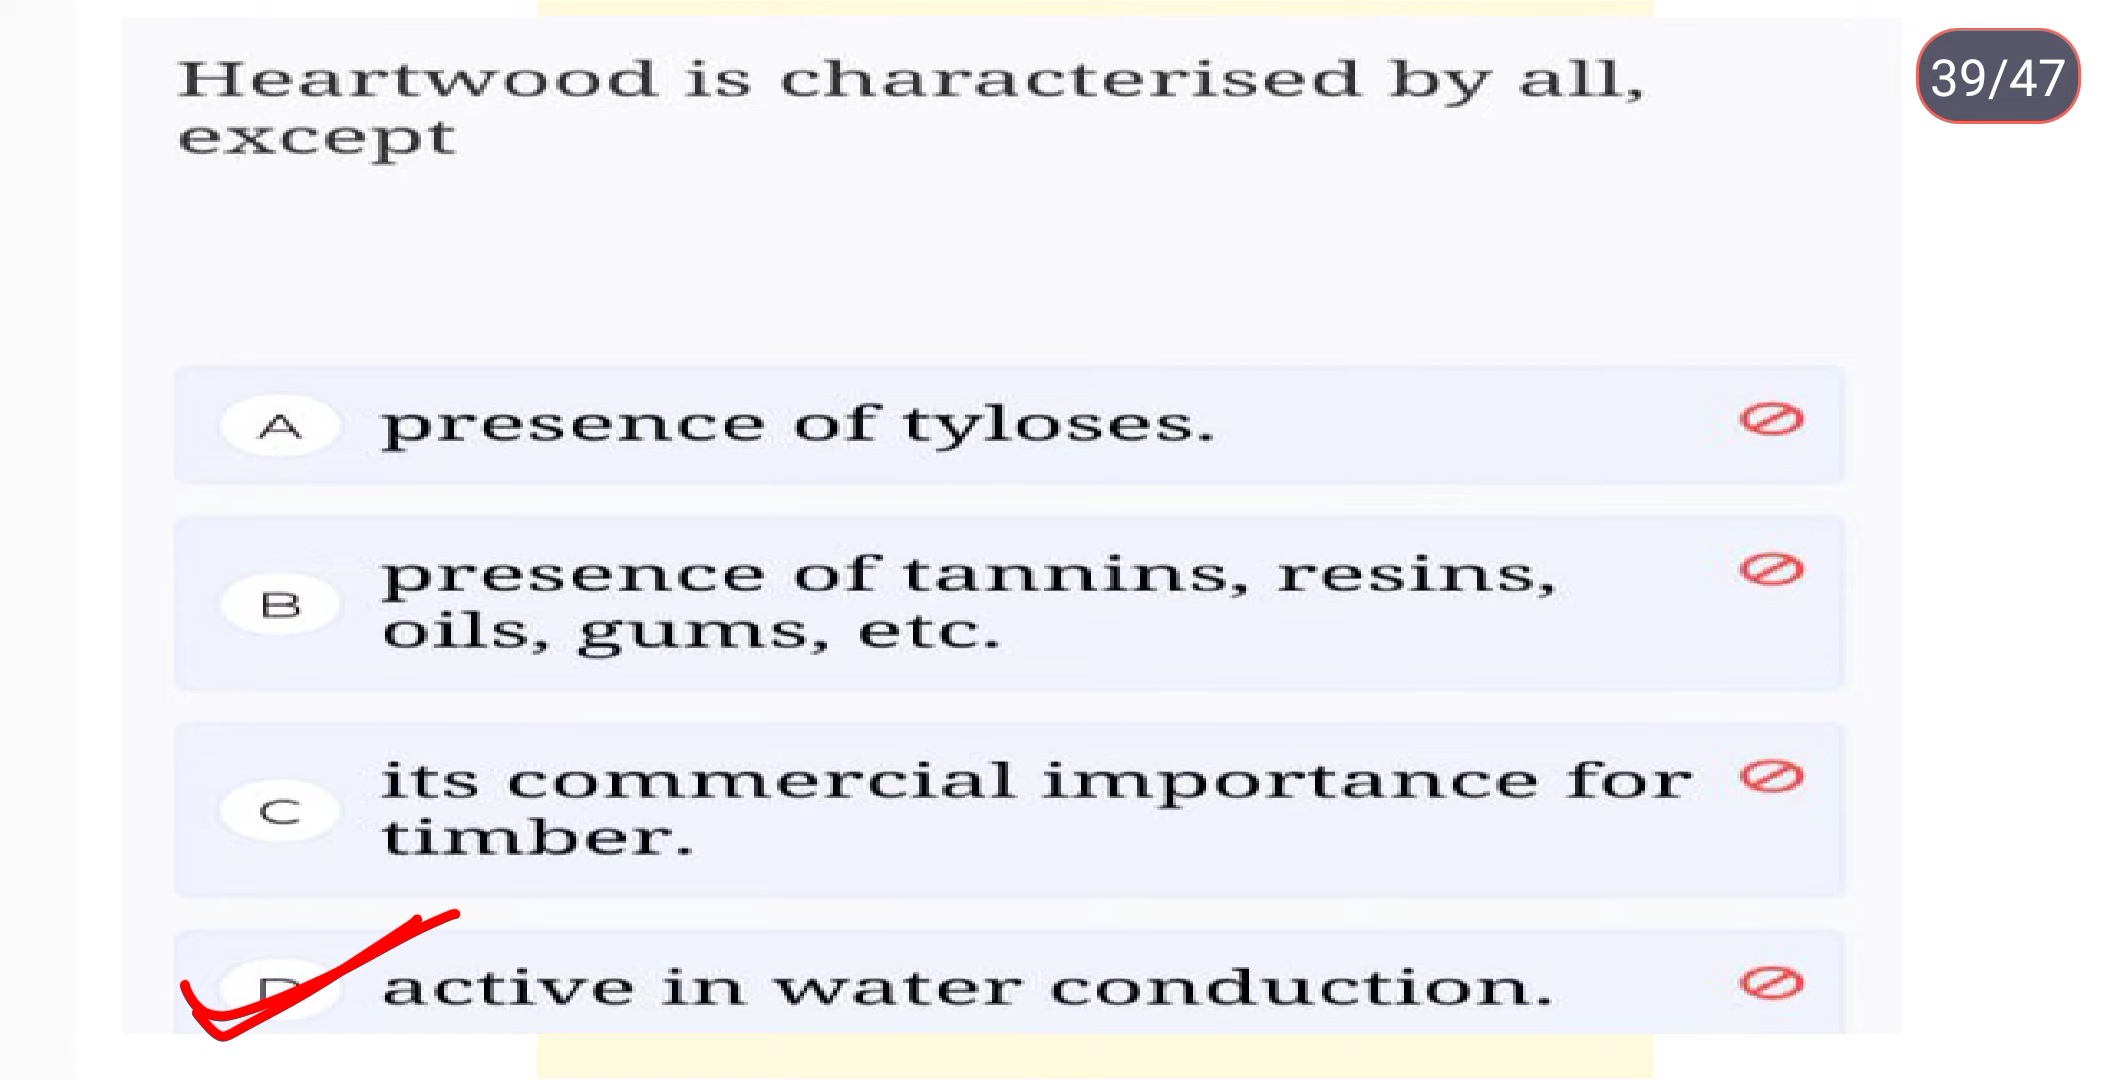 Heartwood is characterised by all,
except
39/47
A presence of tyloses.
B presence of tannins, resins,
oils, gums, etc.
C its commercial importance for
timber.
D active in water conduction.